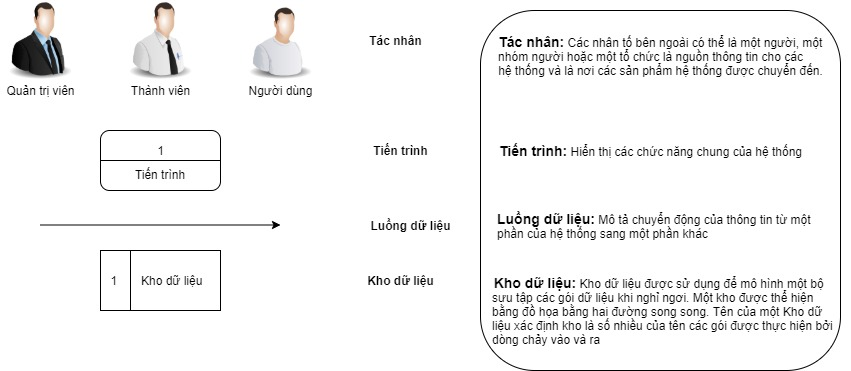 Quản trị viên
Thành viên
Người dùng
Tác nhân
Tác nhân: Các nhân tố bên ngoài có thể là một người, một
nhóm người hoặc một tổ chức là nguồn thông tin cho các
hệ thống và là nơi các sản phẩm hệ thống được chuyển đến.
1
Tiến trình
Tiến trình
Tiến trình: Hiển thị các chức năng chung của hệ thống
Luồng dữ liệu
Luồng dữ liệu: Mô tả chuyển động của thông tin từ một
phần của hệ thống sang một phần khác
1
Kho dữ liệu
Kho dữ liệu
Kho dữ liệu: Kho dữ liệu được sử dụng để mô hình một bộ
sưu tập các gói dữ liệu khi nghỉ ngơi. Một kho được thể hiện
bằng đồ họa bằng hai đường song song. Tên của một Kho dữ
liệu xác định kho là số nhiều của tên các gói được thực hiện bởi
dòng chảy vào và ra